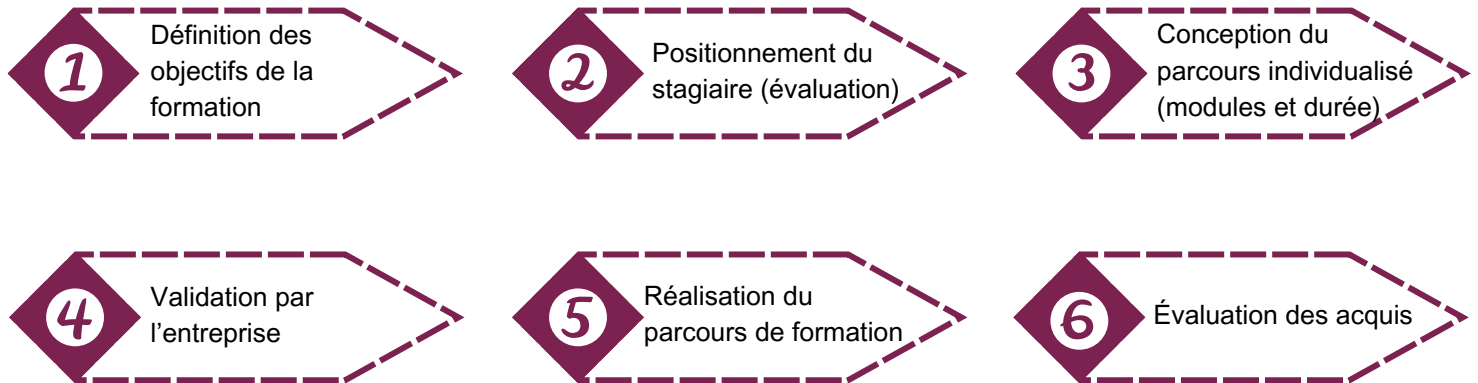 1
Définition des
objectifs de la
formation
2
Positionnement du
stagiaire (évaluation)
3
Conception du
parcours individualisé
(modules et durée)
4
Validation par
l’entreprise
5
Réalisation du
parcours de formation
6
Évaluation des acquis